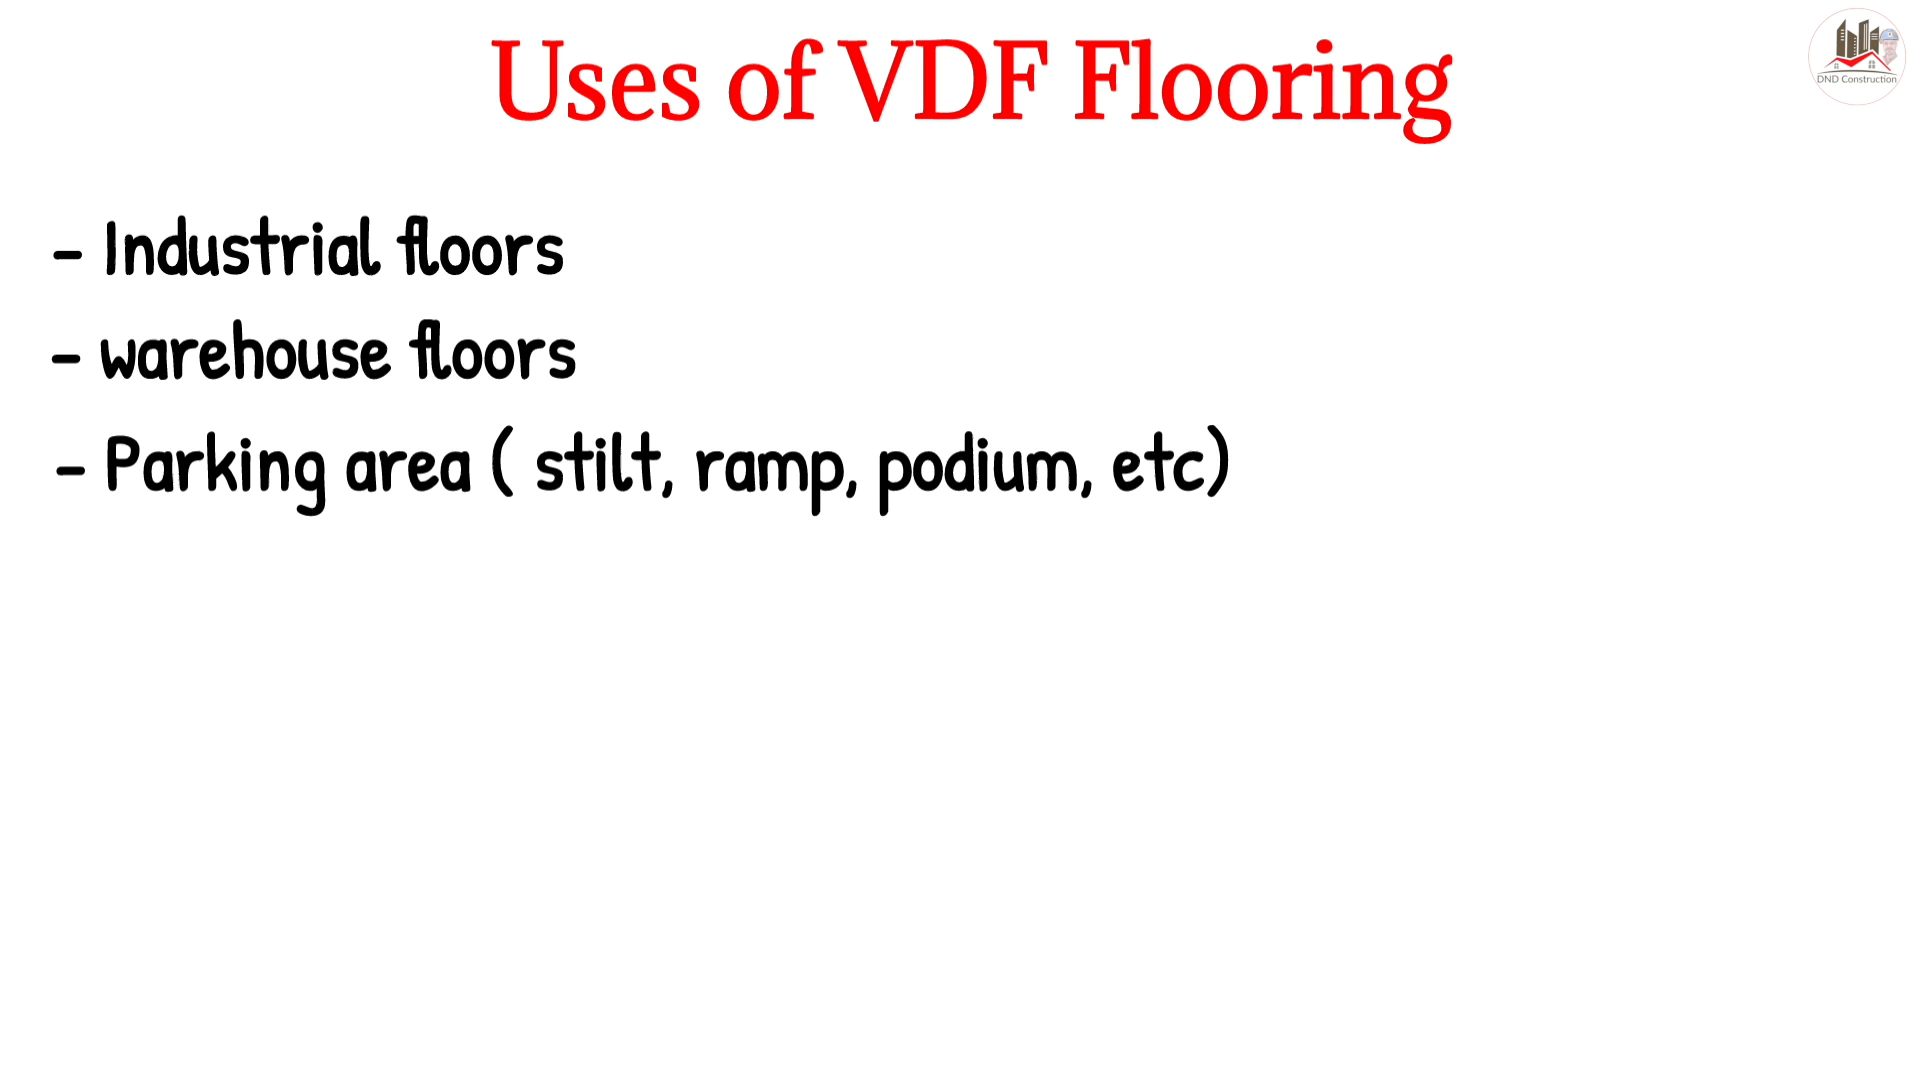 Uses of VDF Flooring
DND Construction
- Industrial floors
- warehouse floors
- Parking area ( stilt, ramp, podium, etc)